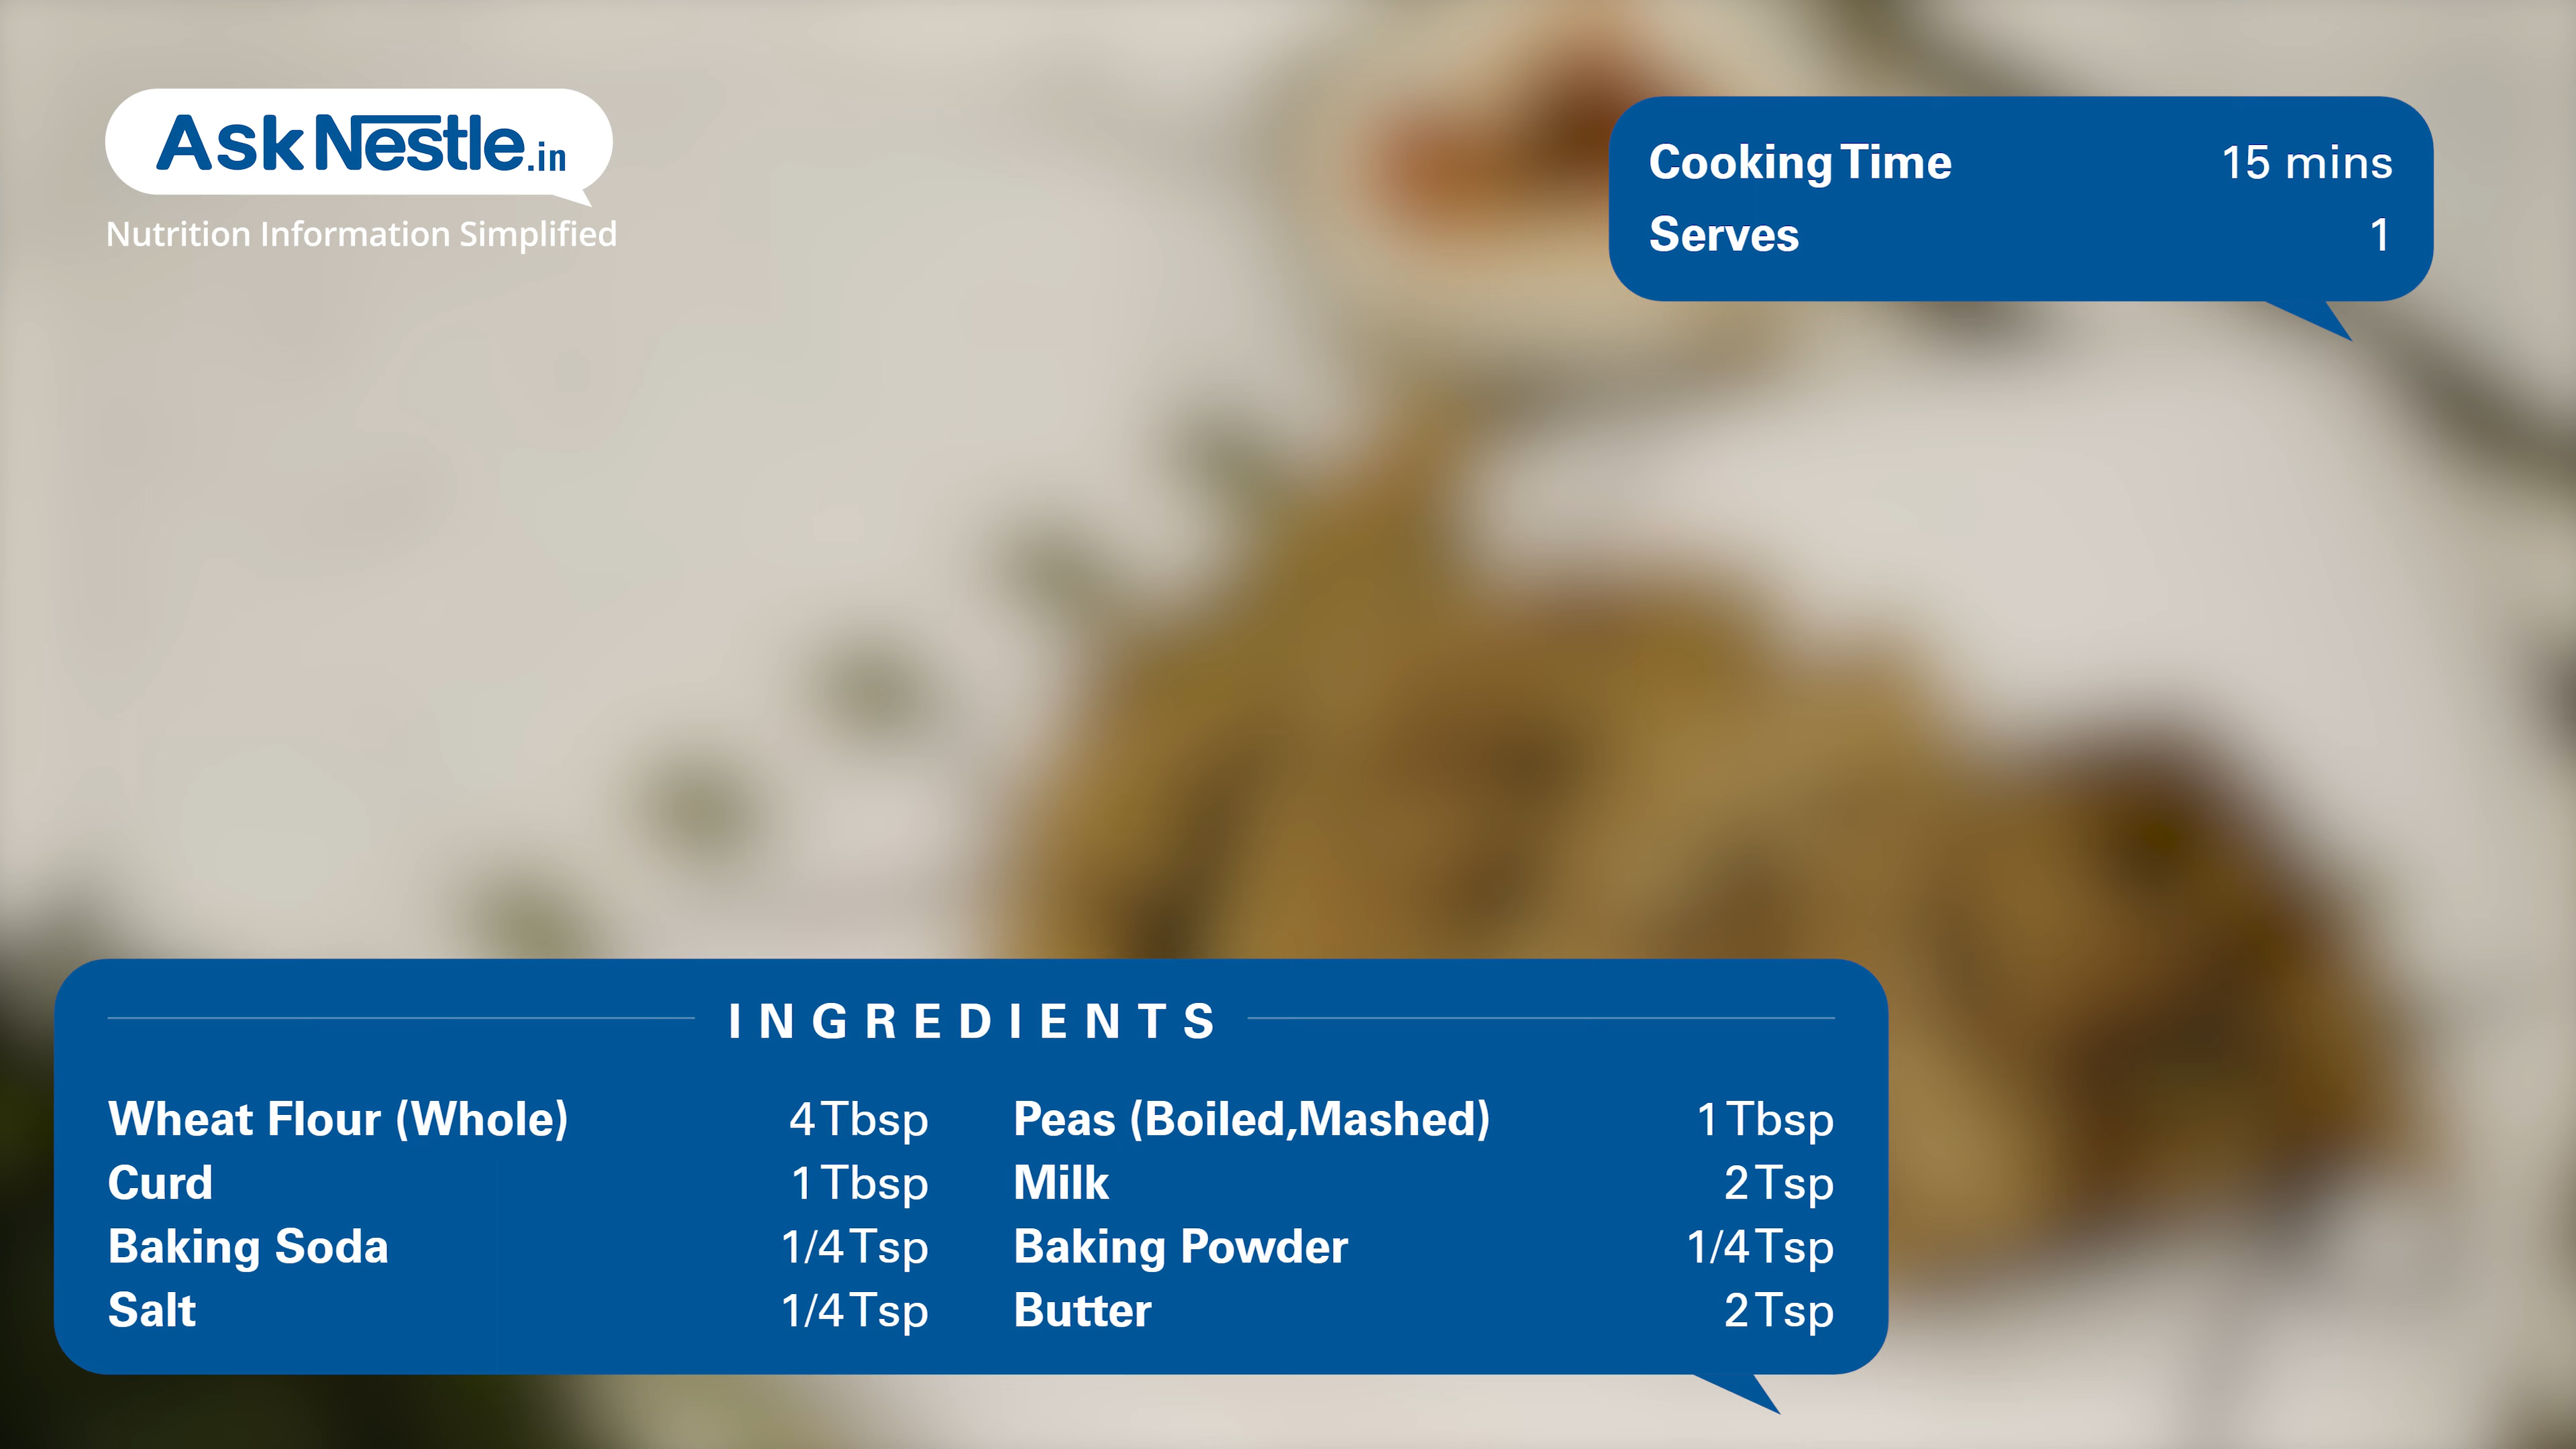 AskNestle.in
Nutrition Information Simplified
Cooking Time 15 mins
Serves 1
INGREDIENTS
Wheat Flour (Whole) 4 Tbsp Peas (Boiled,Mashed) 1 Tbsp
Curd 1 Tbsp Milk 2 Tsp
Baking Soda 1/4 Tsp Baking Powder 1/4 Tsp
Salt 1/4 Tsp Butter 2 Tsp